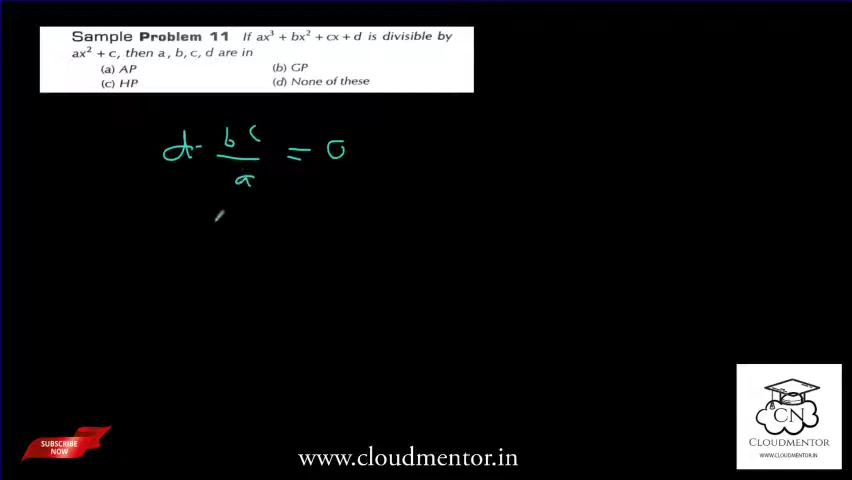 Sample Problem 11 If ax³ + bx² + cx + d is divisible by
ax² + c, then a, b, c, d are in
(a) AP (b) GP
(c) HP (d) None of these
d - bc/a = 0
SUBSCRIBE
NOW
www.cloudmentor.in
CN
CLOUDMENTOR
WWW.CLOUDMENTOR.IN